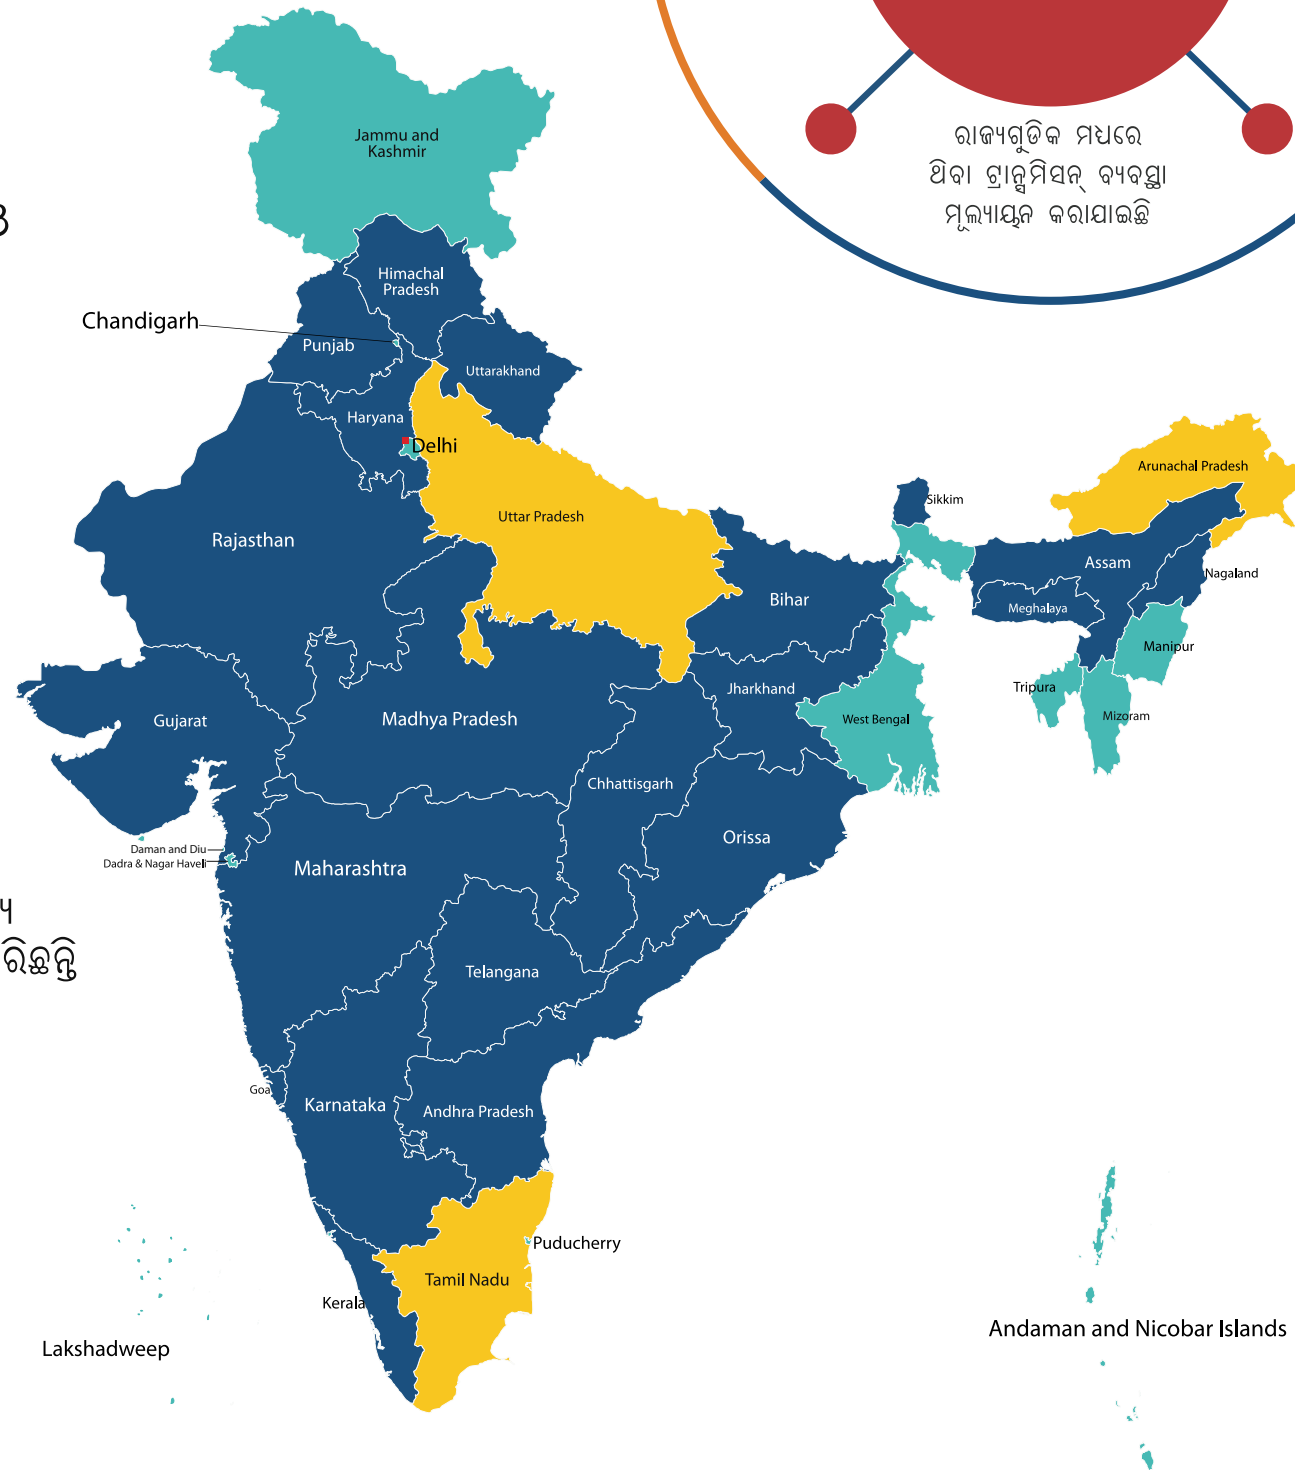 ରାଜ୍ୟଗୁଡିକ ମଧ୍ୟରେ
ଥିବା ଟ୍ରାନ୍ସମିସନ୍ ବ୍ୟବସ୍ଥା
ମୂଲ୍ୟାୟନ କରାଯାଇଛି
Jammu and
Kashmir
Himachal
Pradesh
Chandigarh
Punjab
Uttarakhand
Haryana
Delhi
Arunachal Pradesh
Sikkim
Uttar Pradesh
Rajasthan
Assam
Nagaland
Bihar
Meghalaya
Manipur
Jharkhand
Tripura
Gujarat
Madhya Pradesh
West Bengal
Mizoram
Chhattisgarh
Orissa
Daman and Diu
Dadra & Nagar Haveli
Maharashtra
ରିଛନ୍ତି
Telangana
Goa
Karnataka
Andhra Pradesh
Puducherry
Tamil Nadu
Kerala
Andaman and Nicobar Islands
Lakshadweep